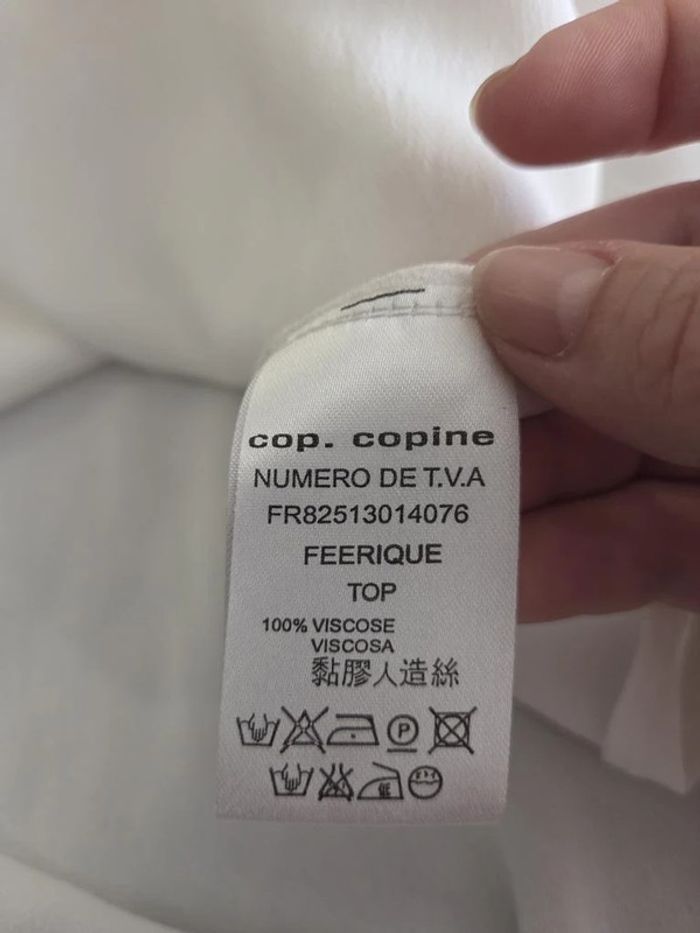 cop. copine
NUMERO DE T.V.A
FR82513014076
FEERIQUE
TOP
100% VISCOSE
VISCOSA
黏膠人造絲
P